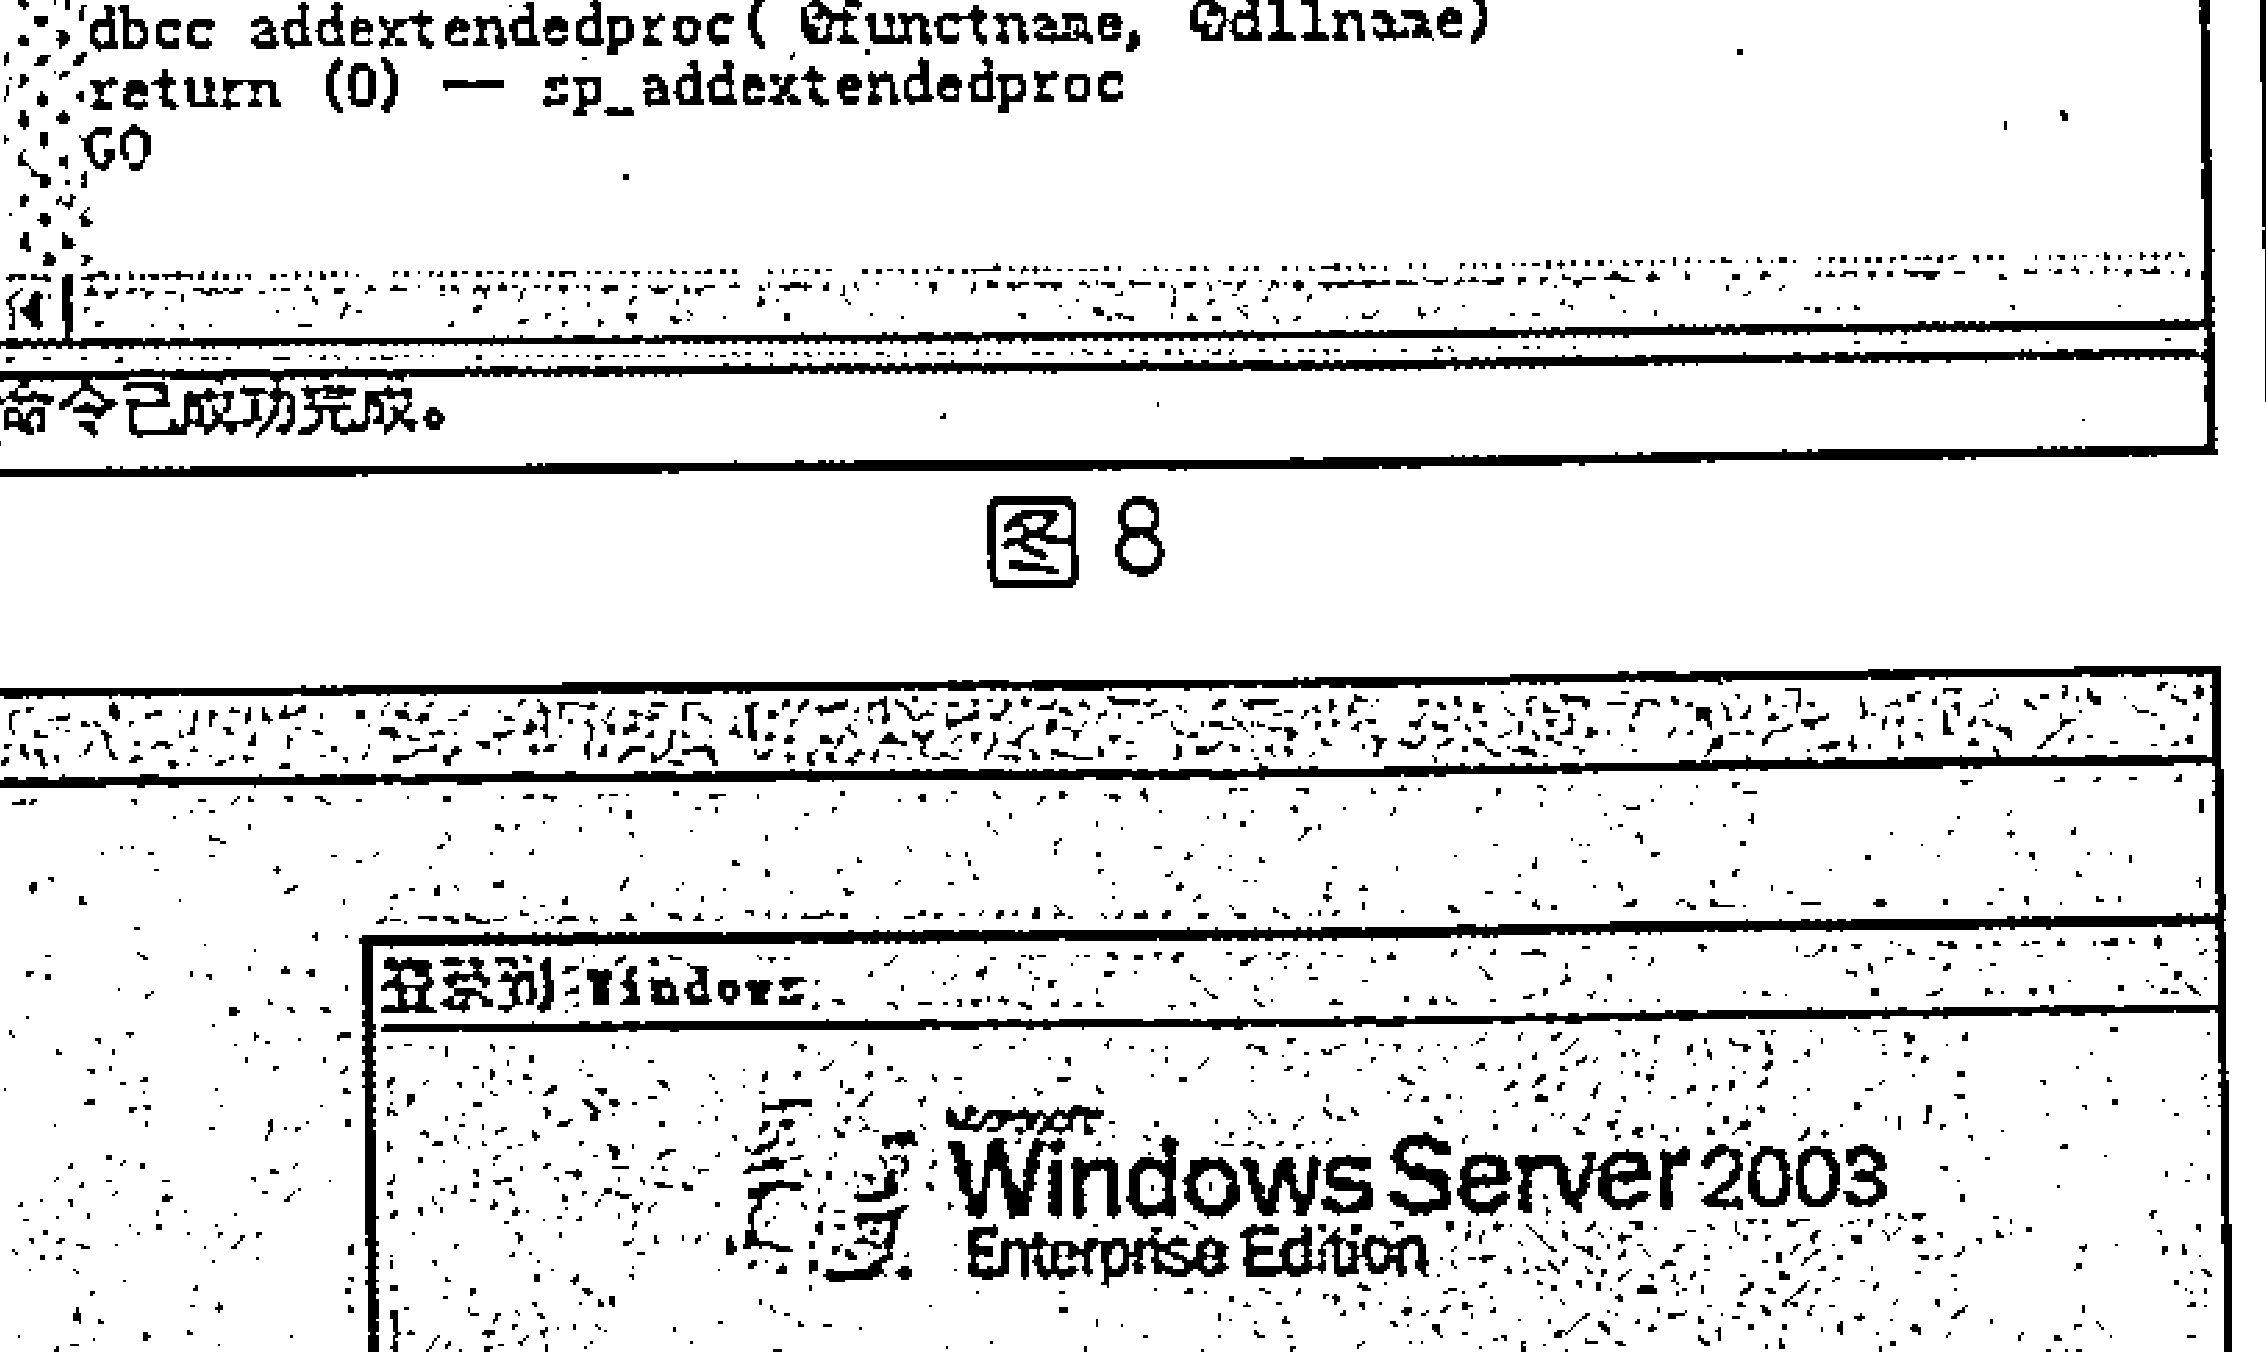 dbcc addextendedproc( @functname, @dllname)
return (0) -- sp_addextendedproc
GO
命令已成功完成。
图 8
登录到 Windows
Windows Server 2003
Enterprise Edition